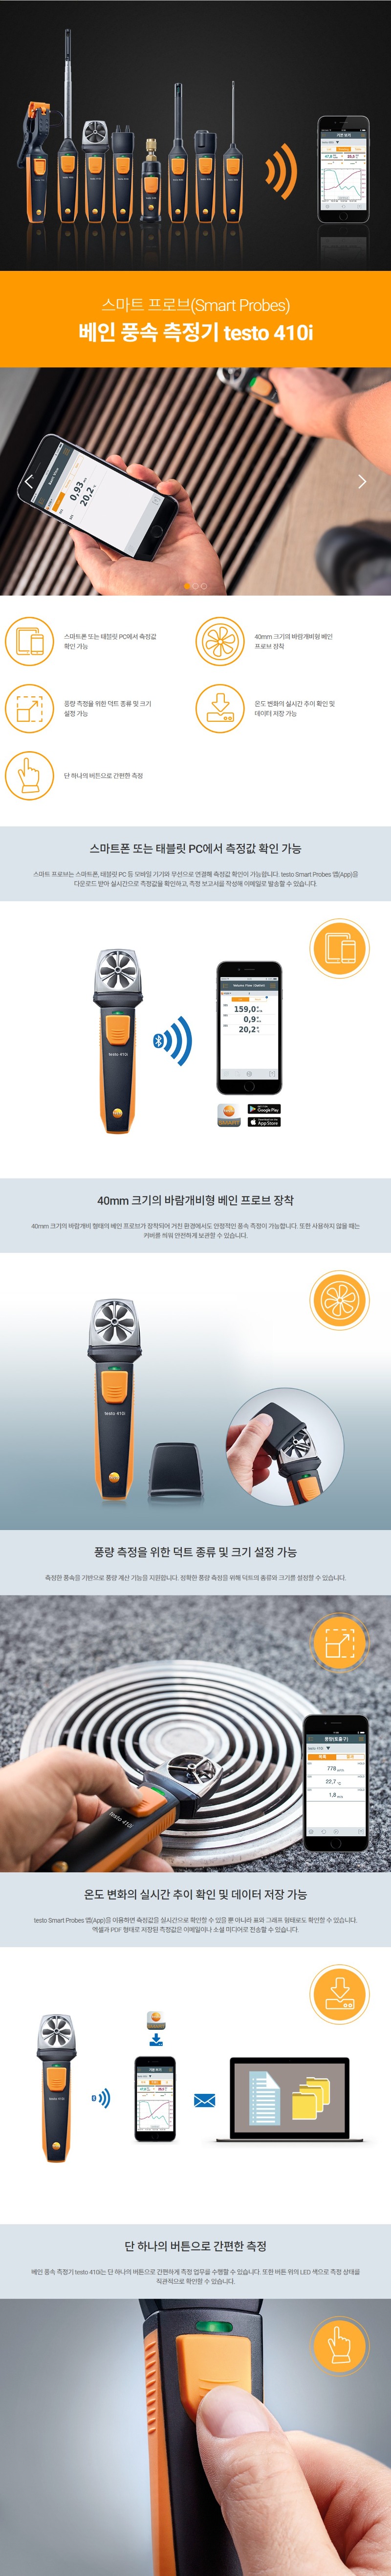 스마트 프로브(Smart Probes)
베인 풍속 측정기 testo 410i
0,93
20,2
스마트폰 또는 태블릿 PC에서 측정값
확인 가능
40mm 크기의 바람개비형 베인
프로브 장착
풍량 측정을 위한 덕트 종류 및 크기
설정 가능
온도 변화의 실시간 추이 확인 및
데이터 저장 가능
단 하나의 버튼으로 간편한 측정
스마트폰 또는 태블릿 PC에서 측정값 확인 가능
스마트 프로브는 스마트폰, 태블릿 PC 등 모바일 기기와 무선으로 연결해 측정값 확인이 가능합니다. testo Smart Probes 앱(App)을
다운로드 받아 실시간으로 측정값을 확인하고, 측정 보고서를 작성해 이메일로 발송할 수 있습니다.
testo 410i
159,0
0,9
20,2
Google Play
App Store
40mm 크기의 바람개비형 베인 프로브 장착
40mm 크기의 바람개비 형태의 베인 프로브가 장착되어 거친 환경에서도 안정적인 풍속 측정이 가능합니다. 또한 사용하지 않을 때는
커버를 씌워 안전하게 보관할 수 있습니다.
testo 410i
풍량 측정을 위한 덕트 종류 및 크기 설정 가능
측정한 풍속을 기반으로 풍량 계산 기능을 지원합니다. 정확한 풍량 측정을 위해 덕트의 종류와 크기를 설정할 수 있습니다.
testo 410i
풍량(토출구)
778
22,7 °C
1,8
온도 변화의 실시간 추이 확인 및 데이터 저장 가능
testo Smart Probes 앱(App)을 이용하면 측정값을 실시간으로 확인할 수 있을 뿐 아니라 표와 그래프 형태로도 확인할 수 있습니다.
엑셀과 PDF 형태로 저장된 측정값은 이메일이나 소셜 미디어로 전송할 수 있습니다.
testo 410i
단 하나의 버튼으로 간편한 측정
베인 풍속 측정기 testo 410i는 단 하나의 버튼으로 간편하게 측정 업무를 수행할 수 있습니다. 또한 버튼 위의 LED 색으로 측정 상태를
직관적으로 확인할 수 있습니다.